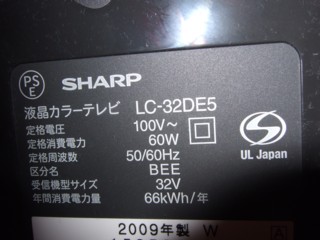 PS
E
SHARP
液晶カラーテレビ LC-32DE5
定格電圧 100V～
定格消費電力 60W
定格周波数 50/60Hz
区分名 BEE
受信機型サイズ 32V
年間消費電力量 66kWh/年
S
UL Japan
2009年製 W
A